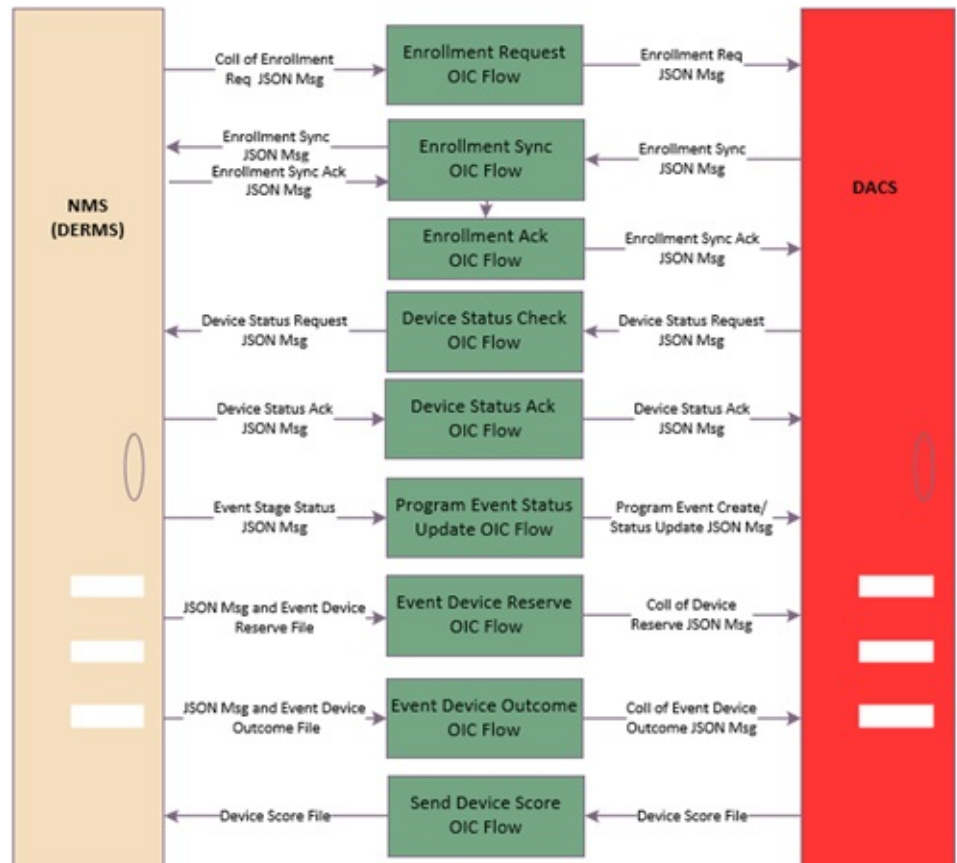 Coll of Enrollment
Req JSON Msg
Enrollment Request
OIC Flow
Enrollment Req
JSON Msg
Enrollment Sync
JSON Msg
Enrollment Sync Ack
JSON Msg
Enrollment Sync
OIC Flow
Enrollment Sync
JSON Msg
NMS
(DERMS)
DACS
Enrollment Ack
OIC Flow
Enrollment Sync Ack
JSON Msg
Device Status Request
JSON Msg
Device Status Check
OIC Flow
Device Status Request
JSON Msg
Device Status Ack
JSON Msg
Device Status Ack
OIC Flow
Device Status Ack
JSON Msg
Event Stage Status
JSON Msg
Program Event Status
Update OIC Flow
Program Event Create/
Status Update JSON Msg
JSON Msg and Event Device
Reserve File
Event Device Reserve
OIC Flow
Coll of Device
Reserve JSON Msg
JSON Msg and Event Device
Outcome File
Event Device Outcome
OIC Flow
Coll of Event Device
Outcome JSON Msg
Device Score File
Send Device Score
OIC Flow
Device Score File